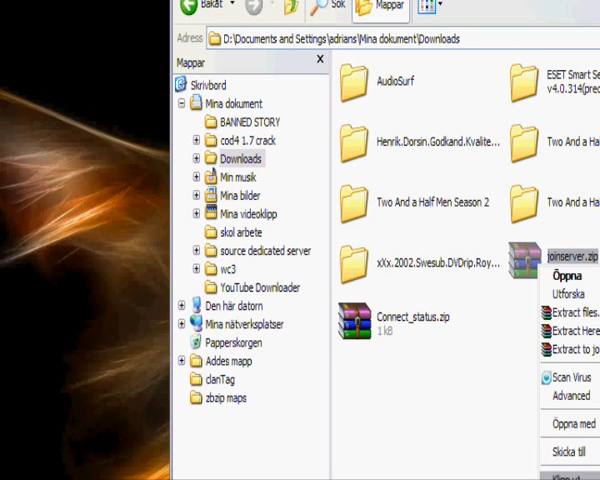 Bakåt Sök Mappar
Adress D:\Documents and Settings\adrians\Mina dokument\Downloads
Mappar X
Skrivbord
Mina dokument
BANNED STORY
cod4 1.7 crack
Downloads
Min musik
Mina bilder
Mina videoklipp
skol arbete
source dedicated server
wc3
YouTube Downloader
Den här datorn
Mina nätverksplatser
Papperskorgen
Addes mapp
clanTag
zbzip maps
AudioSurf
ESET Smart Se
v4.0.314(prec
Henrik.Dorsin.Godkand.Kvalite...
Two And a
Two And a Half Men Season 2
Two And a
xXx.2002.Swesub.DVDrip.Roy...
joinserver.zip
Connect_status.zip
1 kB
Öppna
Utforska
Extract files.
Extract Here
Extract to jo
Scan Virus
Advanced
Öppna med
Skicka till
Klipp ut